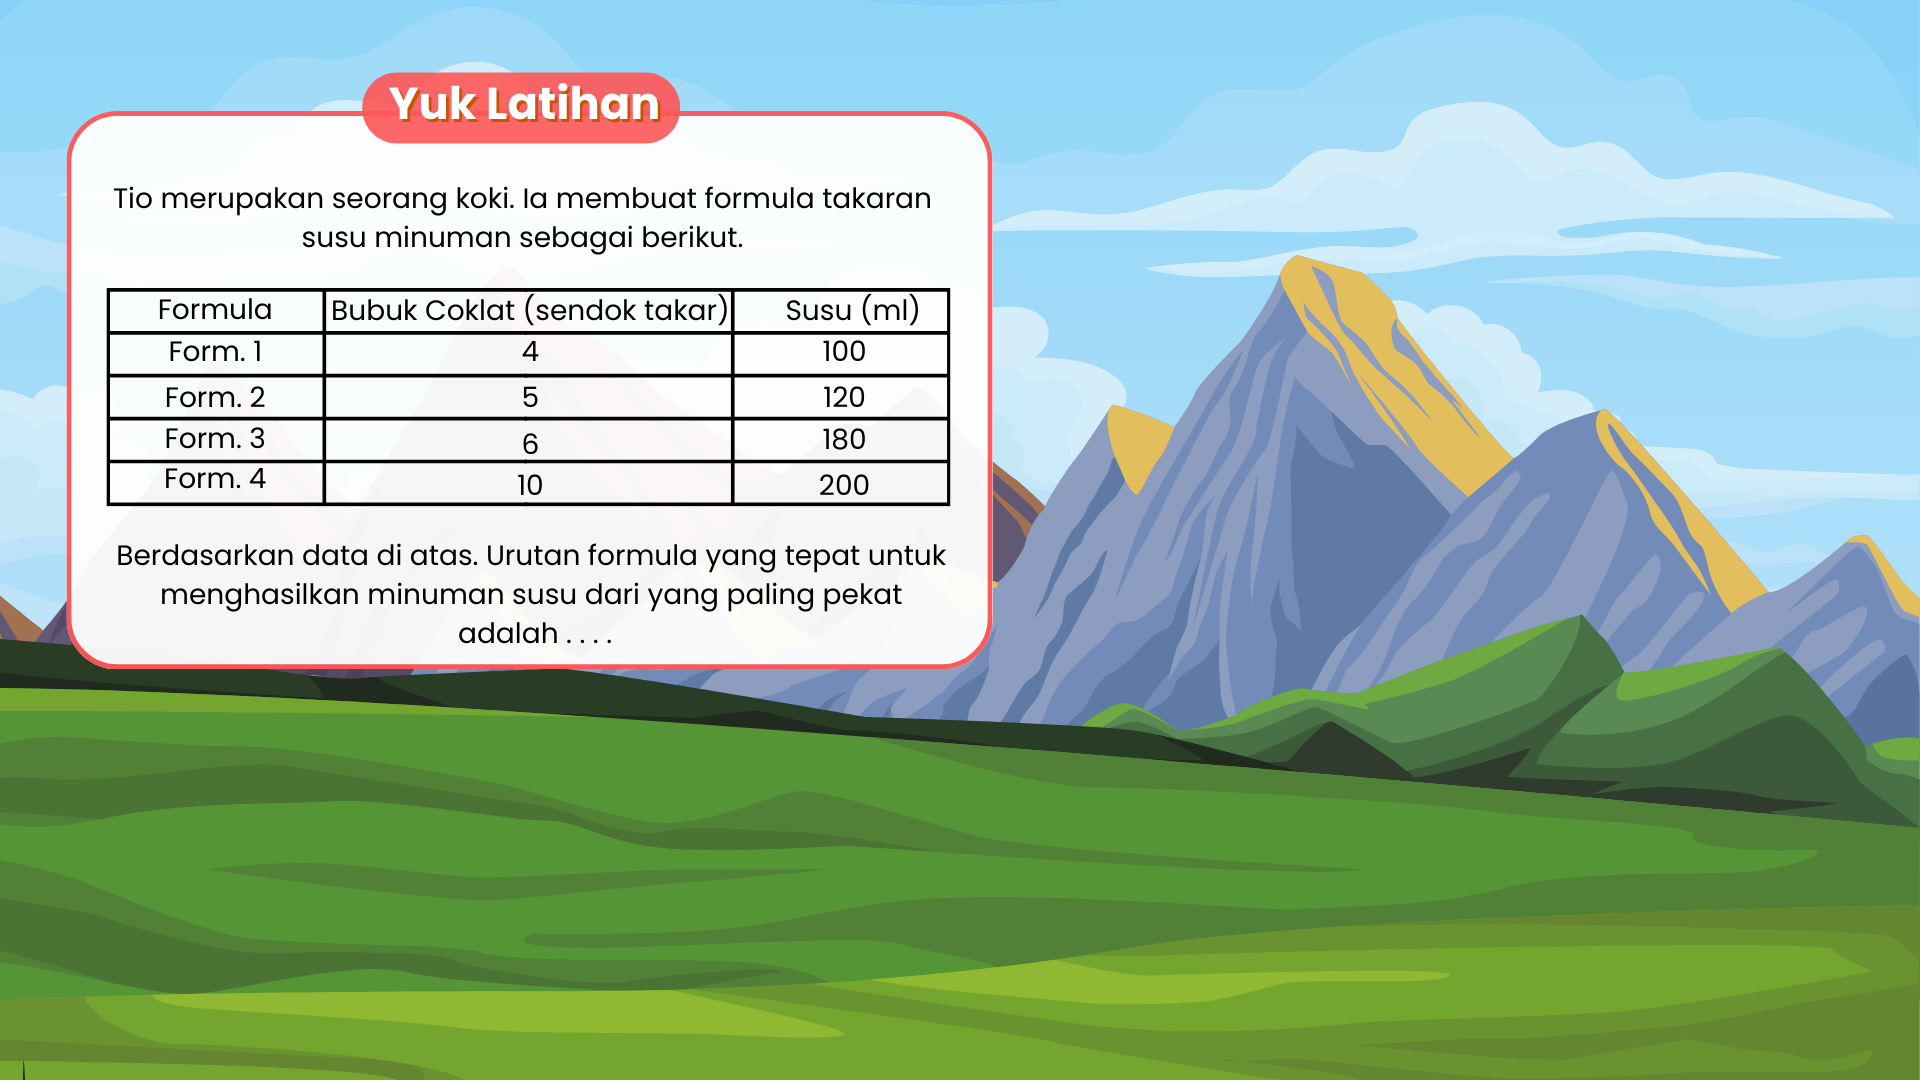 Yuk Latihan
Tio merupakan seorang koki. Ia membuat formula takaran
susu minuman sebagai berikut.
Formula Bubuk Coklat (sendok takar) Susu (ml)
Form. 1 4 100
Form. 2 5 120
Form. 3 6 180
Form. 4 10 200
Berdasarkan data di atas. Urutan formula yang tepat untuk
menghasilkan minuman susu dari yang paling pekat
adalah . . . .